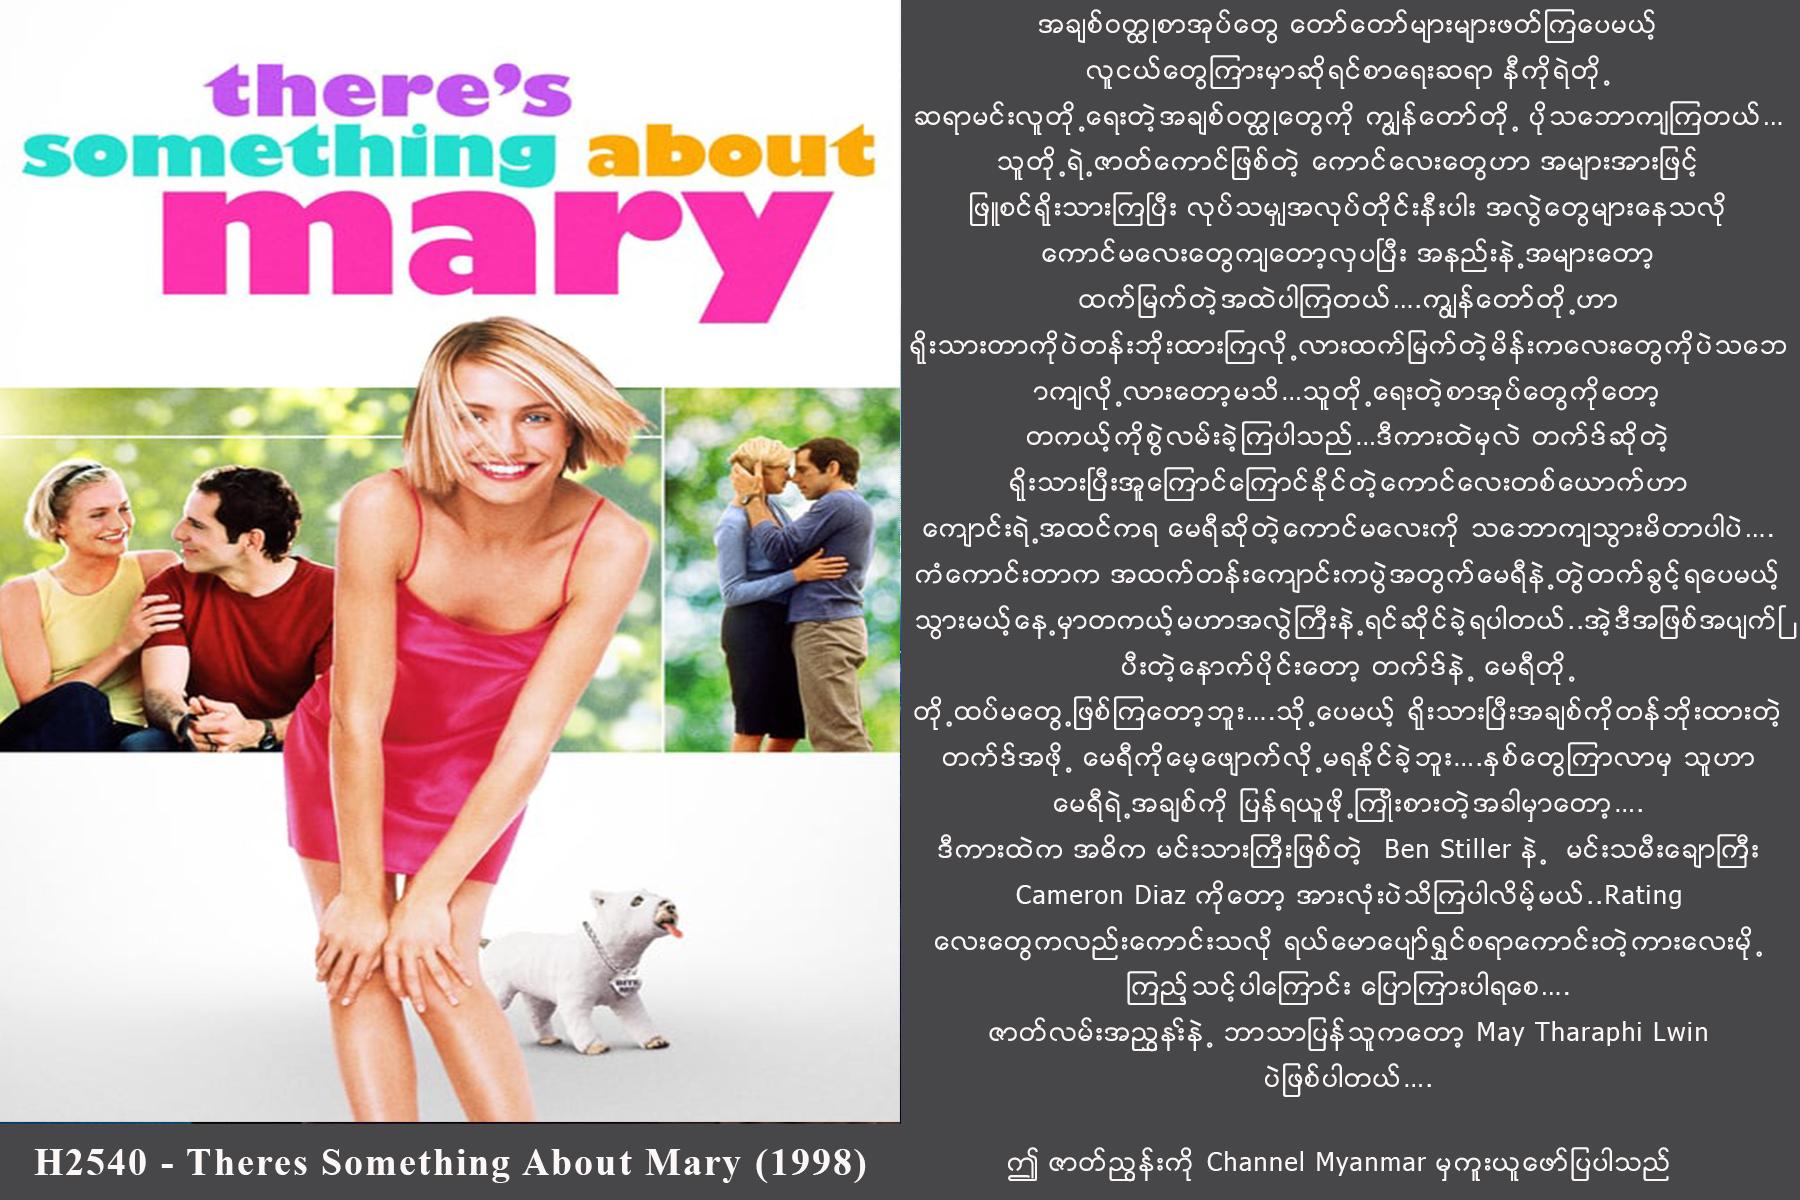 there's
something about
mary
BITE ME!
H2540 - Theres Something About Mary (1998)
အချစ်ဝတ္ထုစာအုပ်တွေ တော်တော်များများဖတ်ကြပေမယ့်
လူငယ်တွေကြားမှာဆိုရင်စာရေးဆရာ နီကိုရဲတို့
ဆရာမင်းလူတို့ရေးတဲ့အချစ်ဝတ္ထုတွေကို ကျွန်တော်တို့ ပိုသဘောကျကြတယ်...
သူတို့ရဲ့ဇာတ်ကောင်ဖြစ်တဲ့ ကောင်လေးတွေဟာ အများအားဖြင့်
ဖြူစင်ရိုးသားကြပြီး လုပ်သမျှအလုပ်တိုင်းနီးပါး အလွဲတွေများနေသလို
ကောင်မလေးတွေကျတော့လှပပြီး အနည်းနဲ့အများတော့
ထက်မြက်တဲ့အထဲပါကြတယ်....ကျွန်တော်တို့ဟာ
ရိုးသားတာကိုပဲတန်းဘိုးထားကြလို့လားထက်မြက်တဲ့မိန်းကလေးတွေကိုပဲသဘေ
ာကျလို့လားတော့မသိ...သူတို့ရေးတဲ့စာအုပ်တွေကိုတော့
တကယ့်ကိုစွဲလမ်းခဲ့ကြပါသည်...ဒီကားထဲမှလဲ တက်ဒ်ဆိုတဲ့
ရိုးသားပြီးအူကြောင်ကြောင်နိုင်တဲ့ကောင်လေးတစ်ယောက်ဟာ
ကျောင်းရဲ့အထင်ကရ မေရီဆိုတဲ့ကောင်မလေးကို သဘောကျသွားမိတာပါပဲ....
ကံကောင်းတာက အထက်တန်းကျောင်းကပွဲအတွက်မေရီနဲ့တွဲတက်ခွင့်ရပေမယ့်
သွားမယ့်နေ့မှာတကယ့်မဟာအလွဲကြီးနဲ့ရင်ဆိုင်ခဲ့ရပါတယ်..အဲ့ဒီအဖြစ်အပျက်ြ
ပီးတဲ့နောက်ပိုင်းတော့ တက်ဒ်နဲ့ မေရီတို့
တို့ထပ်မတွေ့ဖြစ်ကြတော့ဘူး....သို့ပေမယ့် ရိုးသားပြီးအချစ်ကိုတန်ဘိုးထားတဲ့
တက်ဒ်အဖို့ မေရီကိုမေ့ဖျောက်လို့မရနိုင်ခဲ့ဘူး....နှစ်တွေကြာလာမှ သူဟာ
မေရီရဲ့အချစ်ကို ပြန်ရယူဖို့ကြိုးစားတဲ့အခါမှာတော့....
ဒီကားထဲက အဓိက မင်းသားကြီးဖြစ်တဲ့ Ben Stiller နဲ့ မင်းသမီးချောကြီး
Cameron Diaz ကိုတော့ အားလုံးပဲသိကြပါလိမ့်မယ်..Rating
လေးတွေကလည်းကောင်းသလို ရယ်မောပျော်ရွှင်စရာကောင်းတဲ့ကားလေးမို့
ကြည့်သင့်ပါကြောင်း ပြောကြားပါရစေ....
ဇာတ်လမ်းအညွှန်းနဲ့ ဘာသာပြန်သူကတော့ May Tharaphi Lwin
ပဲဖြစ်ပါတယ်....
ဤ ဇာတ်ညွှန်းကို Channel Myanmar မှကူးယူဖော်ပြပါသည်